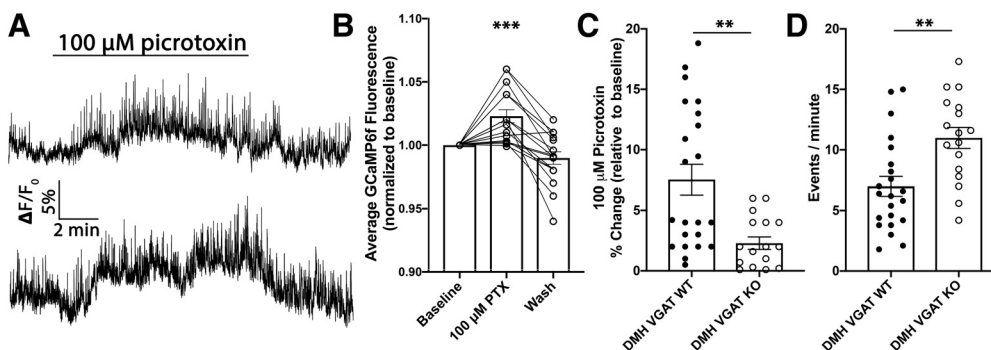 A
100 µM picrotoxin
ΔF/F0
5%
2 min
B
Average GCaMP6f Fluorescence
(normalized to baseline)
1.10
1.05
1.00
0.95
0.90
***
Baseline
100 µM PTX
Wash
C
100 µM Picrotoxin
% Change (relative to baseline)
20
15
10
5
0
**
DMH VGAT WT
DMH VGAT KO
D
Events / minute
20
15
10
5
0
**
DMH VGAT WT
DMH VGAT KO